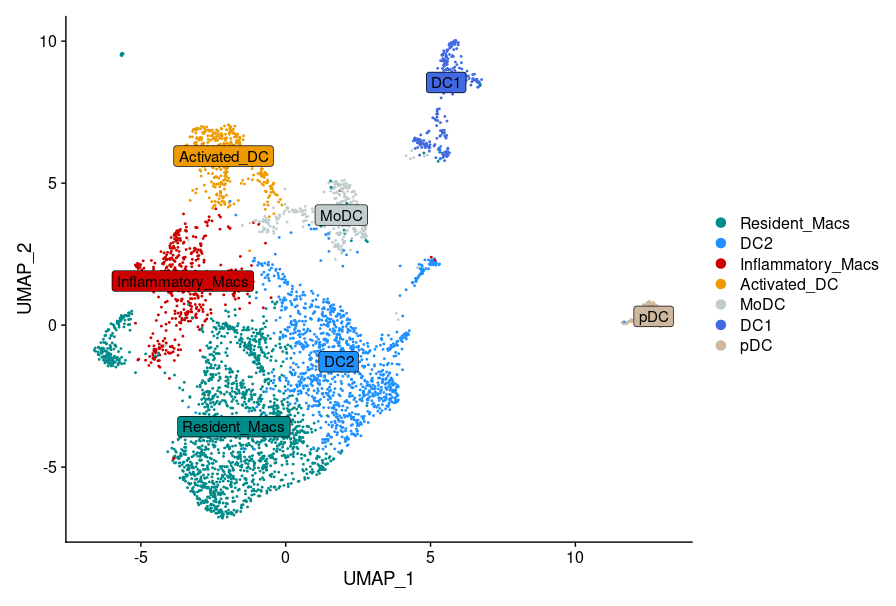 10
5
0
-5
UMAP_2
-5
0
5
10
UMAP_1
DC1
Activated_DC
MoDC
Inflammatory_Macs
pDC
DC2
Resident_Macs
Resident_Macs
DC2
Inflammatory_Macs
Activated_DC
MoDC
DC1
pDC